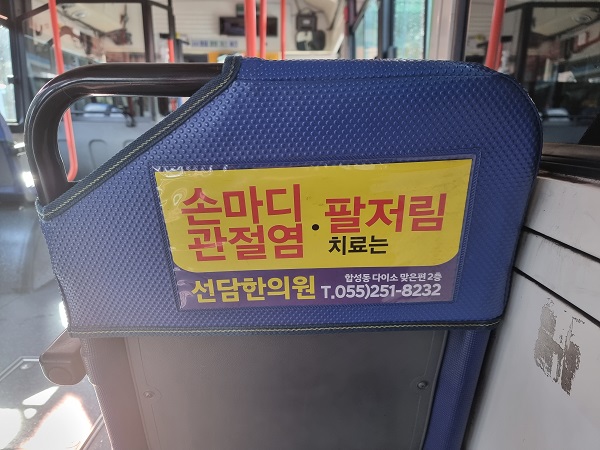 손마디
관절염 · 팔저림
치료는
선담한의원 합성동 다이소 맞은편 2층
T.055)251-8232